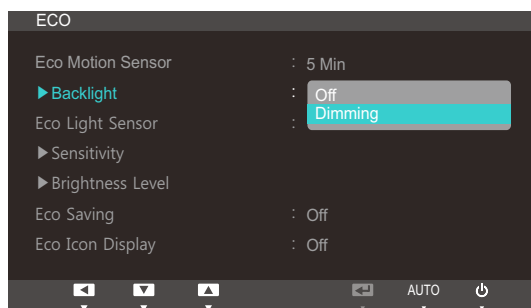 ECO
Eco Motion Sensor : 5 Min
▶Backlight : Off
Dimming
Eco Light Sensor :
▶Sensitivity
▶Brightness Level
Eco Saving : Off
Eco Icon Display : Off
AUTO